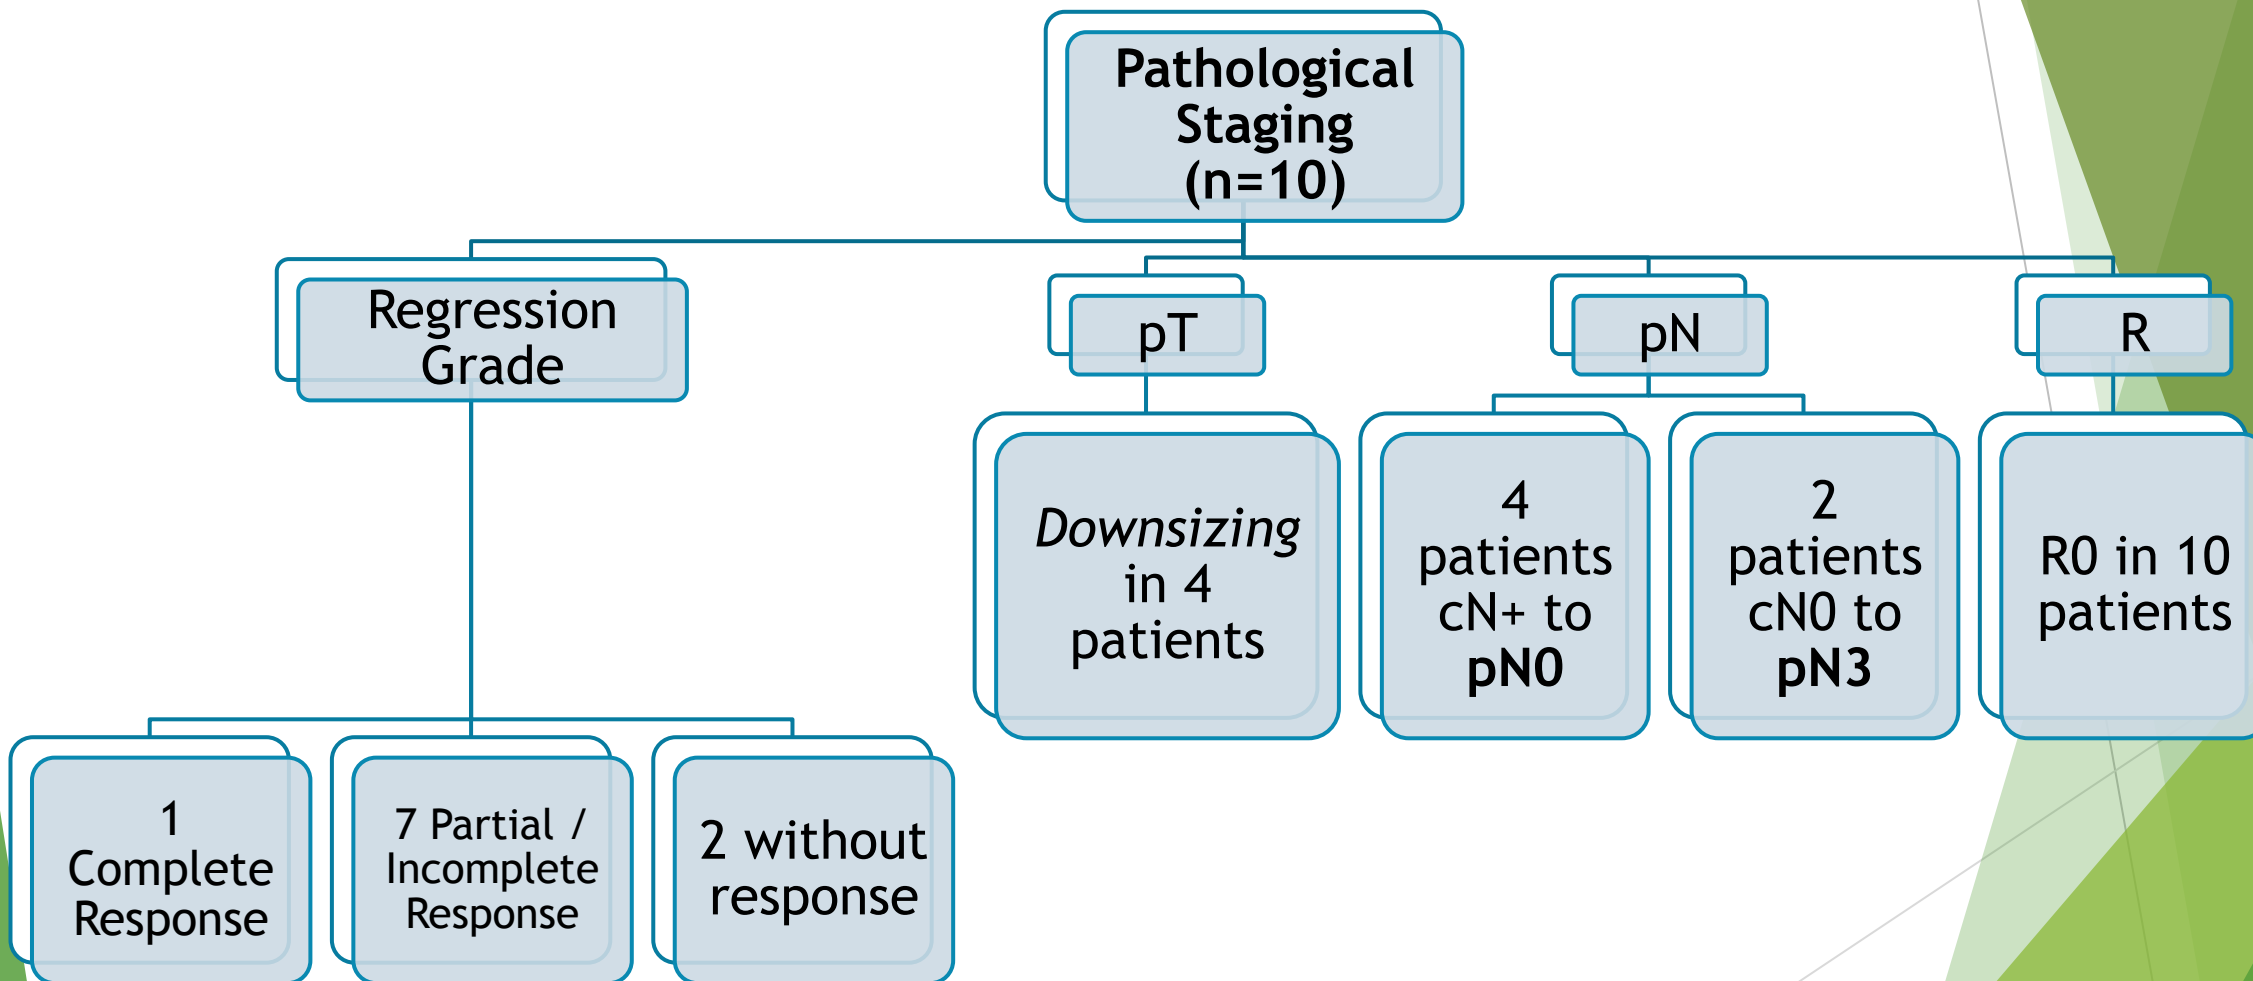 Pathological
Staging
(n=10)
Regression
Grade
pT
pN
R
Downsizing
in 4
patients
4
patients
cN+ to
pN0
2
patients
cN0 to
pN3
R0 in 10
patients
1
Complete
Response
7 Partial /
Incomplete
Response
2 without
response